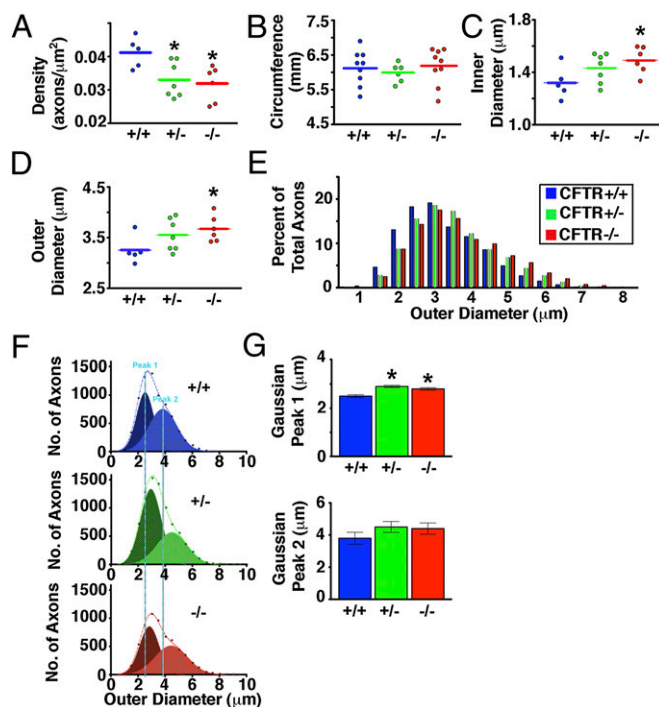 A
Density
(axons/μm²)
0.04
0.03
0.02
* *
+/+ +/- -/-
B
Circumference
(mm)
7.5
6.5
5.5
4.5
+/+ +/- -/-
C
Inner
Diameter (μm)
1.8
1.4
1.0
*
+/+ +/- -/-
D
Outer
Diameter (μm)
4.5
3.5
2.5
*
+/+ +/- -/-
E
Percent of
Total Axons
20
10
0
CFTR+/+
CFTR+/-
CFTR-/-
1 2 3 4 5 6 7 8
Outer Diameter (μm)
F
No. of Axons
1500
1000
500
0
Peak 1
Peak 2
+/+
0 2 4 6 8 10
No. of Axons
1500
1000
500
0
+/-
0 2 4 6 8 10
No. of Axons
1500
1000
500
0
-/-
0 2 4 6 8 10
Outer Diameter (μm)
G
Gaussian
Peak 1 (μm)
4
2
0
* *
+/+ +/- -/-
Gaussian
Peak 2 (μm)
6
4
2
0
+/+ +/- -/-